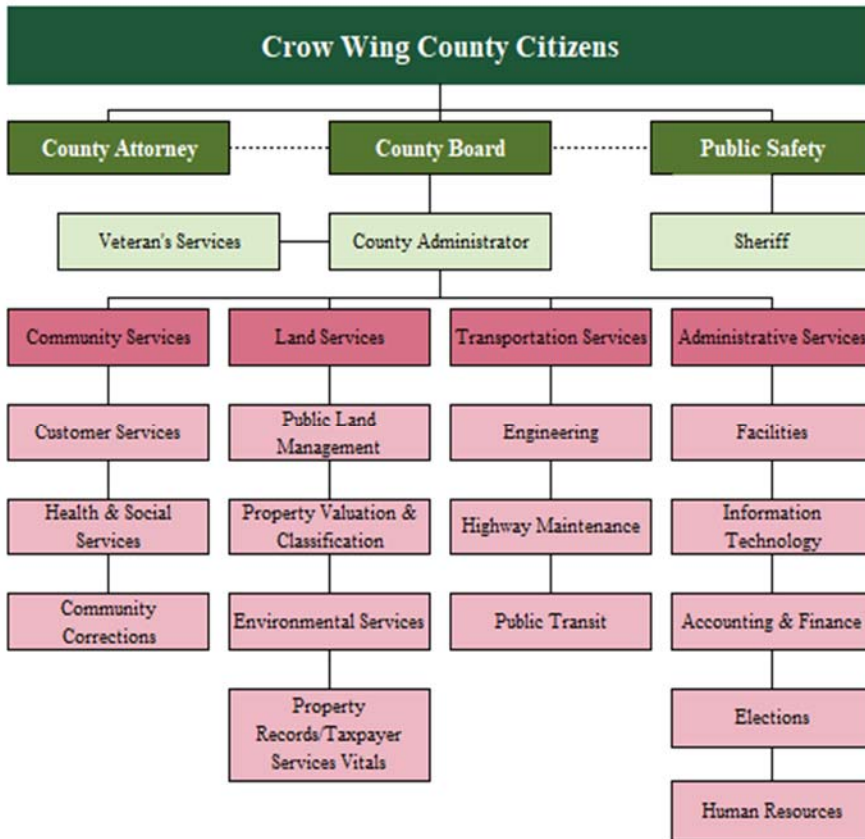 Crow Wing County Citizens
County Attorney
County Board
Public Safety
Veteran's Services
County Administrator
Sheriff
Community Services
Land Services
Transportation Services
Administrative Services
Customer Services
Public Land
Management
Engineering
Facilities
Health & Social
Services
Property Valuation &
Classification
Highway Maintenance
Information
Technology
Community
Corrections
Environmental Services
Public Transit
Accounting & Finance
Property
Records/Taxpayer
Services Vitals
Elections
Human Resources